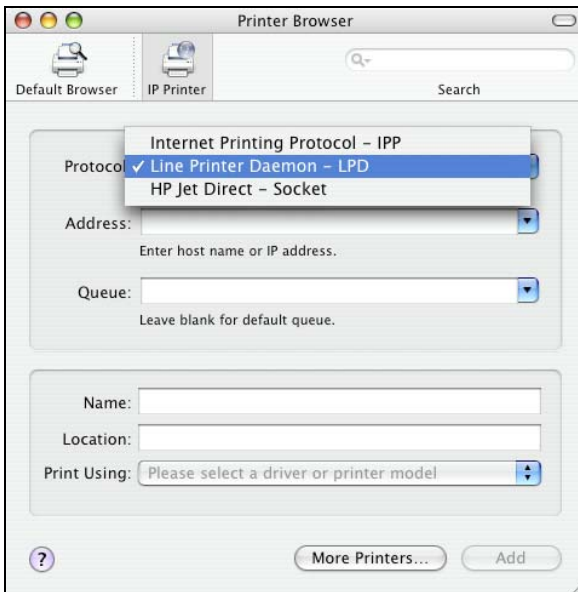 Printer Browser
Default Browser
IP Printer
Search
Internet Printing Protocol – IPP
Protocol
✓ Line Printer Daemon – LPD
HP Jet Direct – Socket
Address:
Enter host name or IP address.
Queue:
Leave blank for default queue.
Name:
Location:
Print Using: Please select a driver or printer model
?
More Printers...
Add